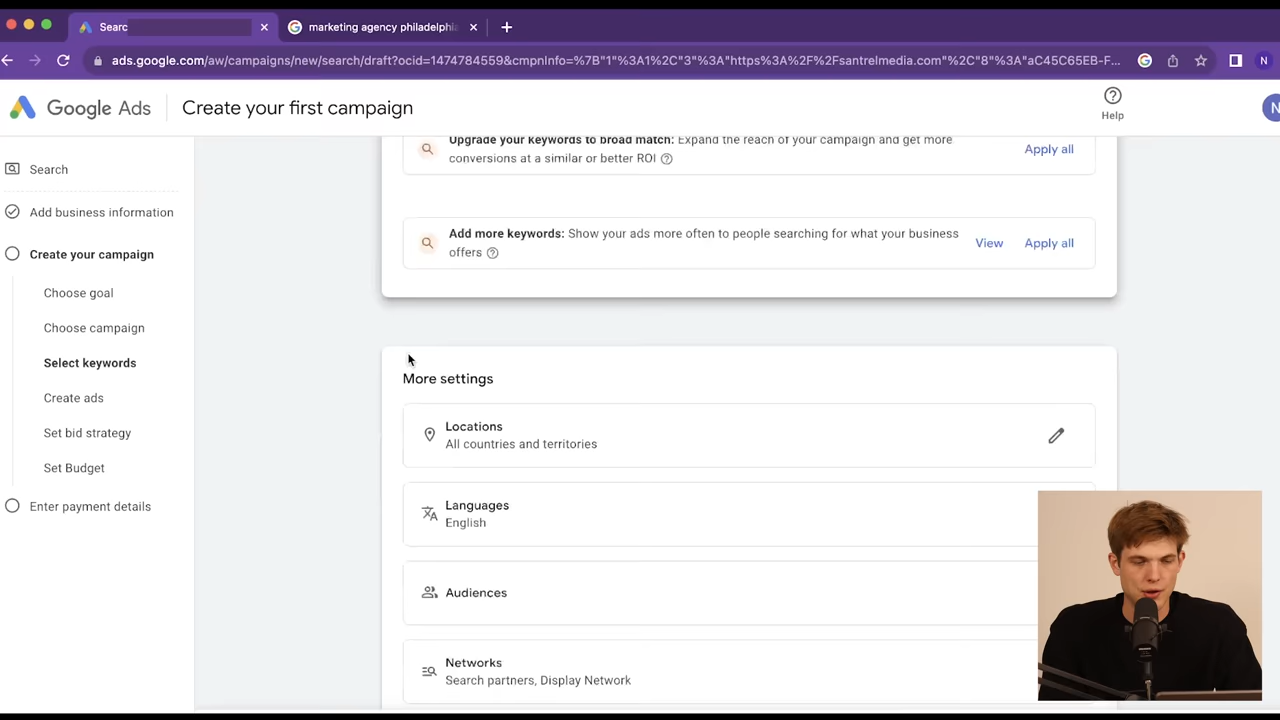 Searc
marketing agency philadelphi
ads.google.com/aw/campaigns/new/search/draft?ocid=1474784559&cmpnInfo=%7B"1"%3A1%2C"3"%3A"https%3A%2F%2Fsantrelmedia.com"%2C"8"%3A"aC45C65EB-F...
N
Google Ads
Create your first campaign
Help
N
Search
Add business information
Create your campaign
Choose goal
Choose campaign
Select keywords
Create ads
Set bid strategy
Set Budget
Enter payment details
Upgrade your keywords to broad match: Expand the reach of your campaign and get more
conversions at a similar or better ROI
Apply all
Add more keywords: Show your ads more often to people searching for what your business
offers
View
Apply all
More settings
Locations
All countries and territories
Languages
English
Audiences
Networks
Search partners, Display Network